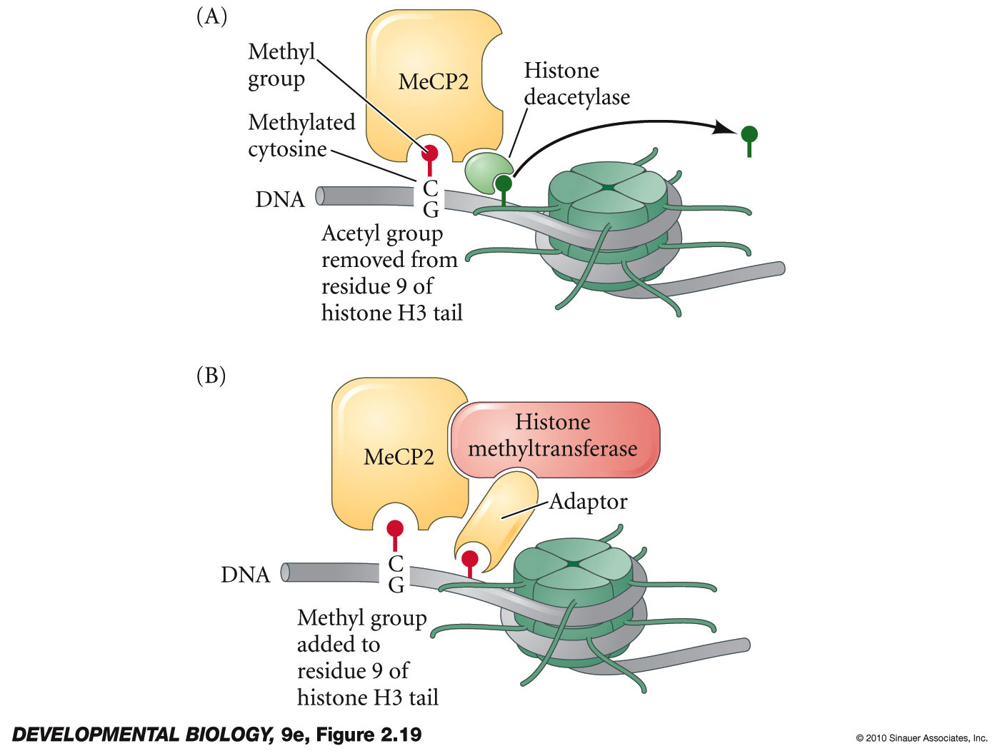 (A)
Methyl
group
MeCP2
Histone
deacetylase
Methylated
cytosine
DNA
C
G
Acetyl group
removed from
residue 9 of
histone H3 tail
(B)
MeCP2
Histone
methyltransferase
Adaptor
DNA
C
G
Methyl group
added to
residue 9 of
histone H3 tail
DEVELOPMENTAL BIOLOGY, 9e, Figure 2.19
© 2010 Sinauer Associates, Inc.